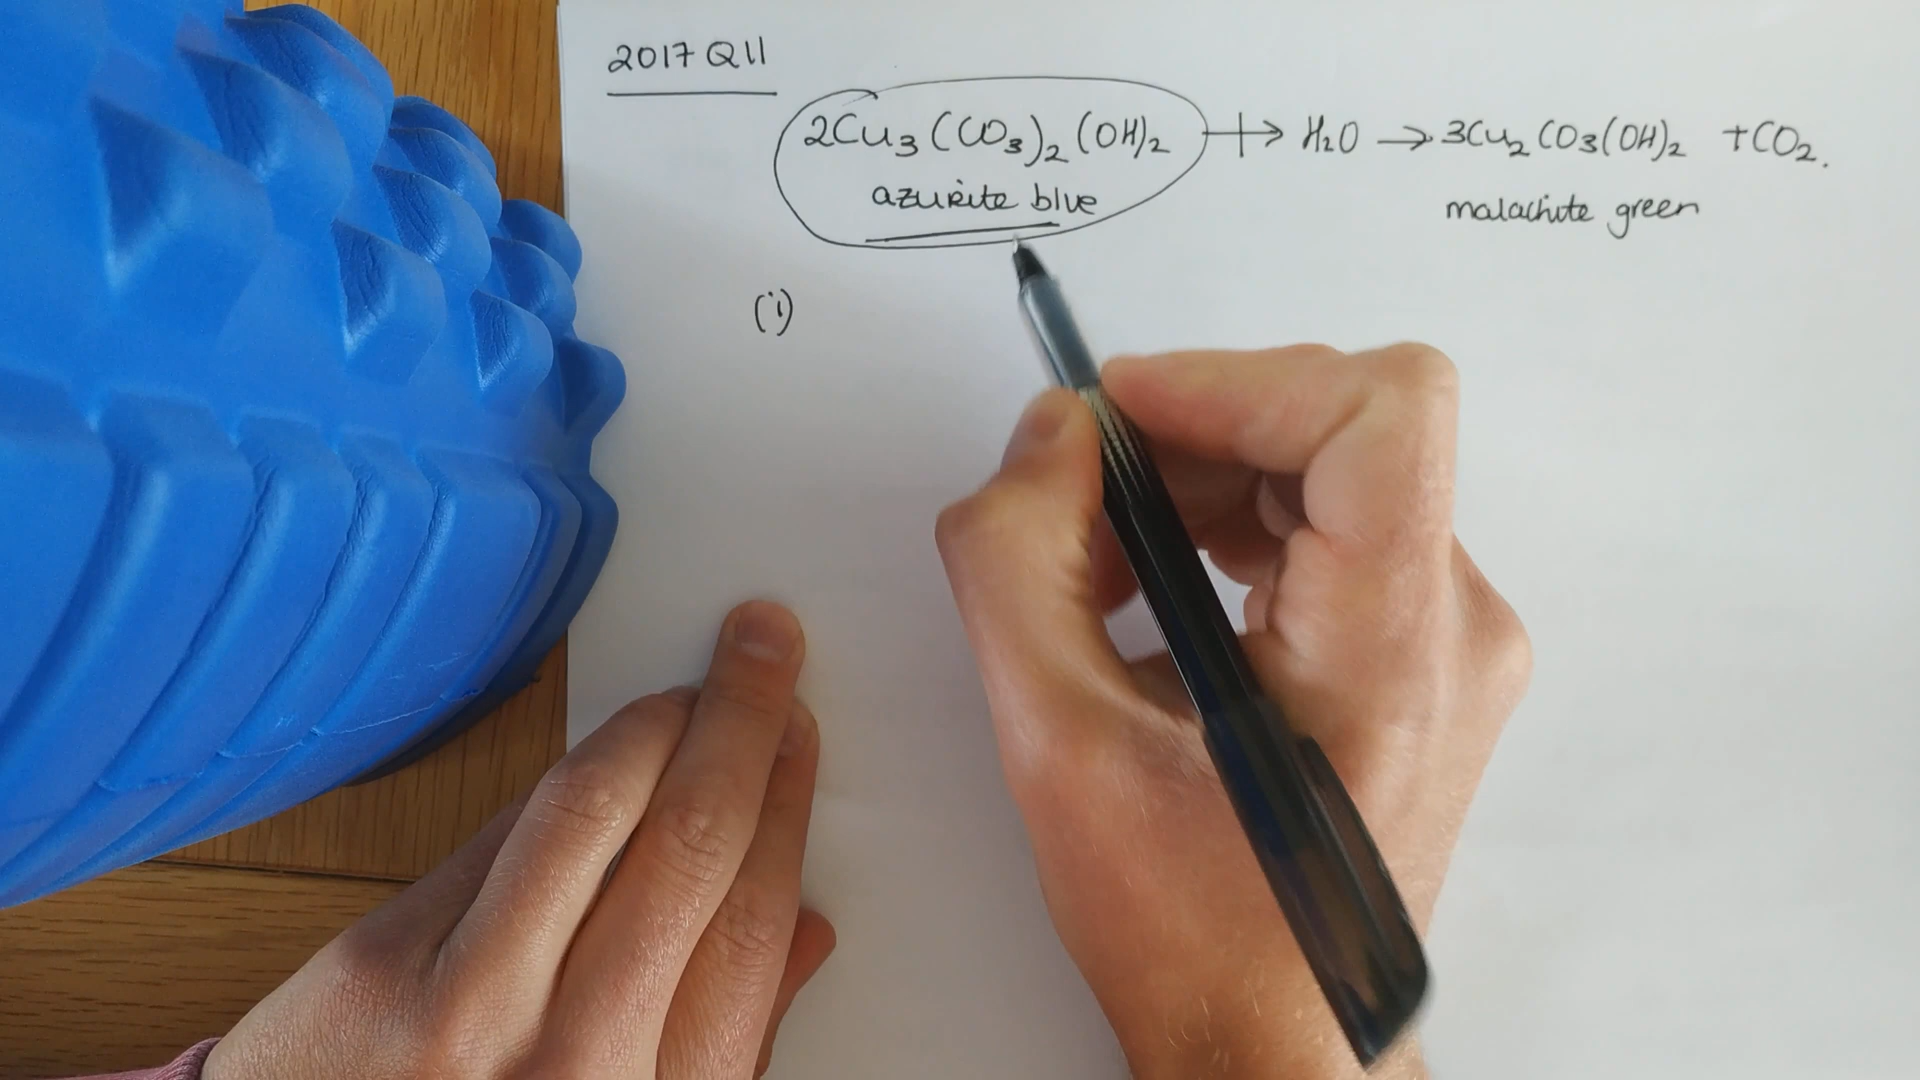 2017 Q11
2Cu₃(CO₃)₂(OH)₂ + → H₂O → 3Cu₂CO₃(OH)₂ + CO₂.
azurite blue malachite green
(i)